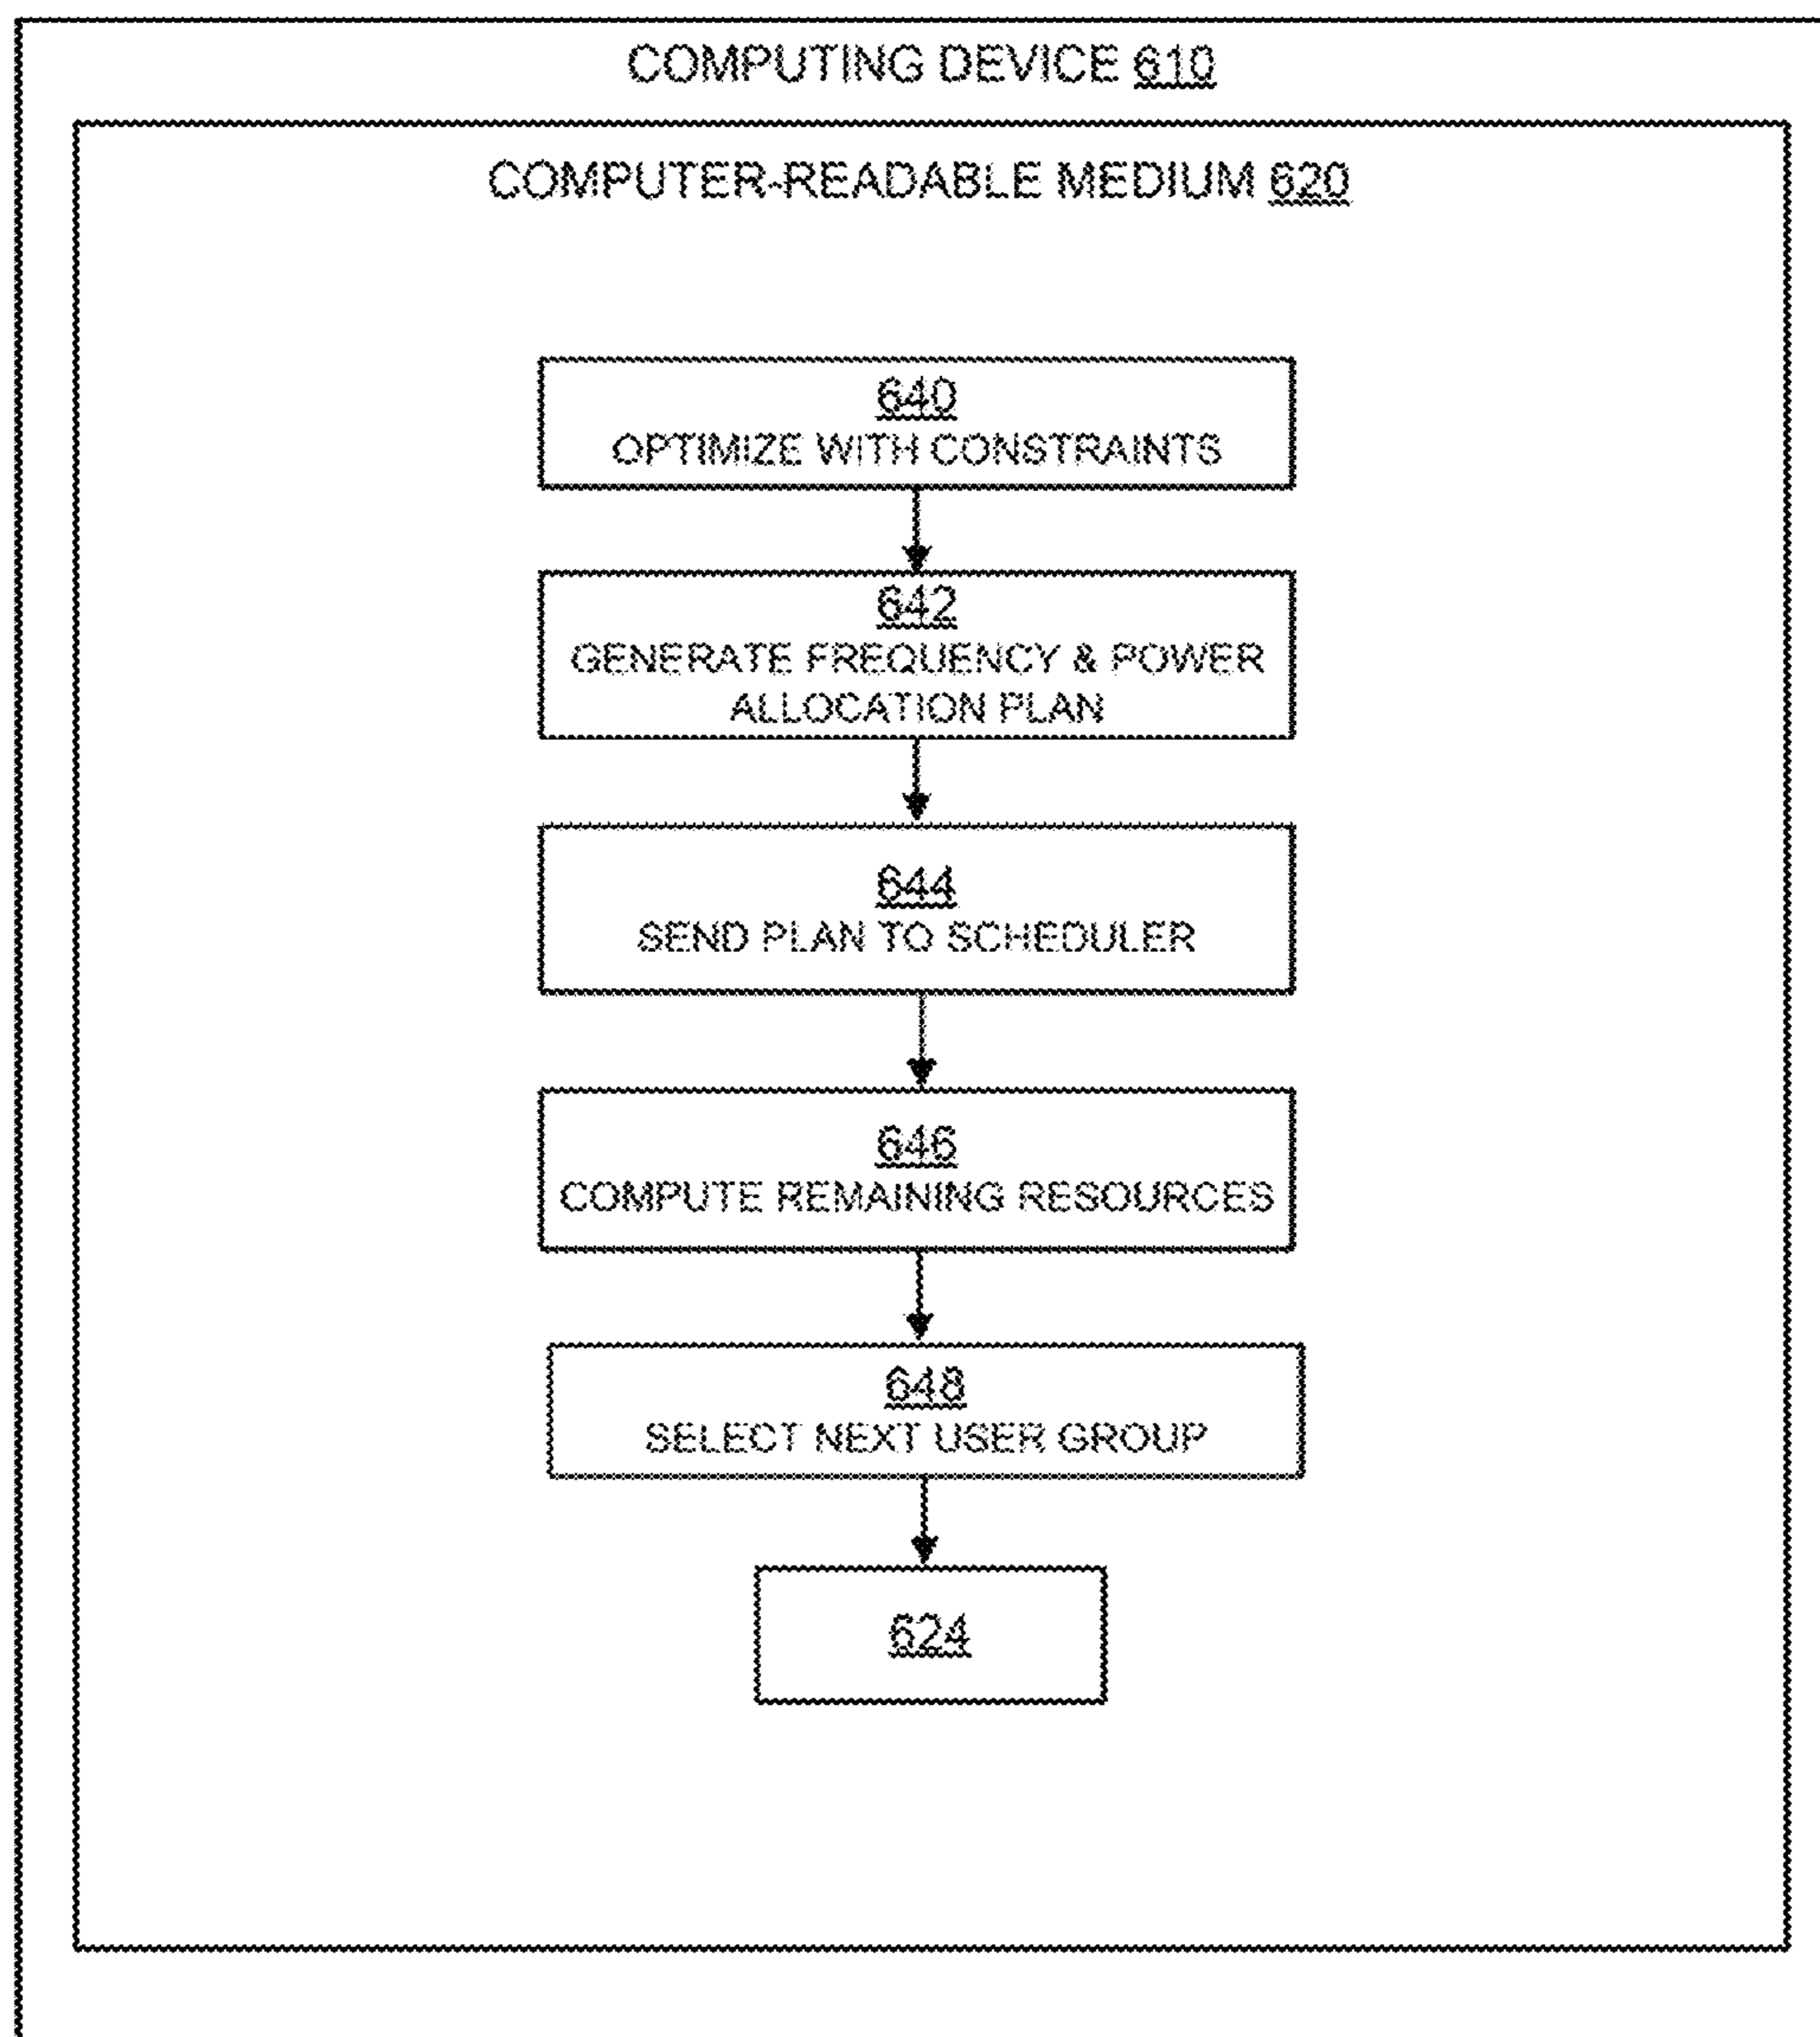 COMPUTING DEVICE 610
COMPUTER-READABLE MEDIUM 620
640
OPTIMIZE WITH CONSTRAINTS
642
GENERATE FREQUENCY & POWER
ALLOCATION PLAN
644
SEND PLAN TO SCHEDULER
646
COMPUTE REMAINING RESOURCES
648
SELECT NEXT USER GROUP
624